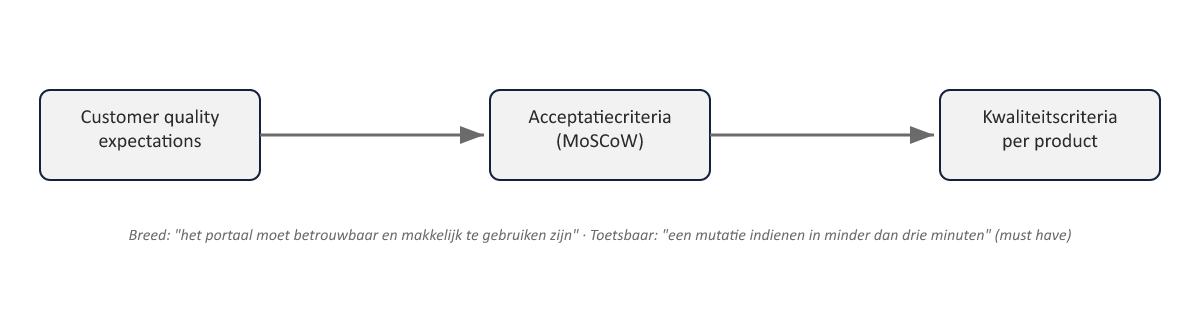 Customer quality
expectations
Acceptatiecriteria
(MoSCoW)
Kwaliteitscriteria
per product
Breed: "het portaal moet betrouwbaar en makkelijk te gebruiken zijn" · Toetsbaar: "een mutatie indienen in minder dan drie minuten" (must have)